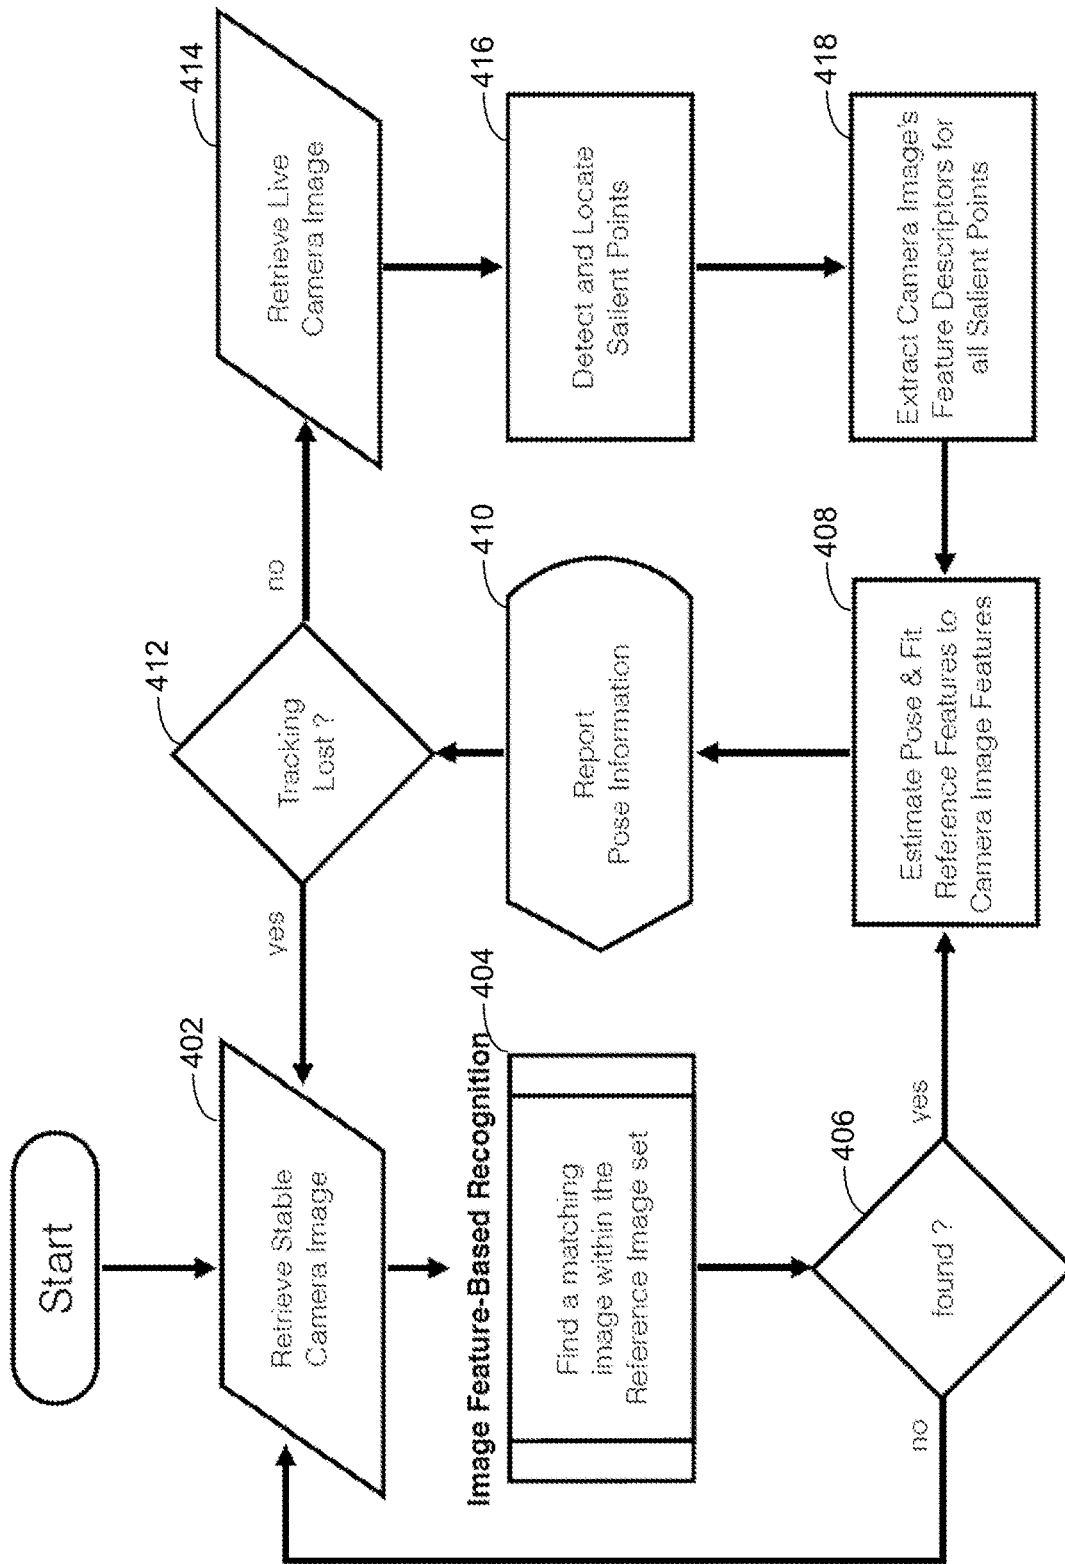 Start
402
Retrieve Stable
Camera Image
Image Feature-Based Recognition
404
Find a matching
image within the
Reference Image set
406
found ?
no
yes
408
Estimate Pose & Fit
Reference Features to
Camera Image Features
410
Report
Pose Information
412
Tracking
Lost ?
yes
no
414
Retrieve Live
Camera Image
416
Detect and Locate
Salient Points
418
Extract Camera Image's
Feature Descriptors for
all Salient Points